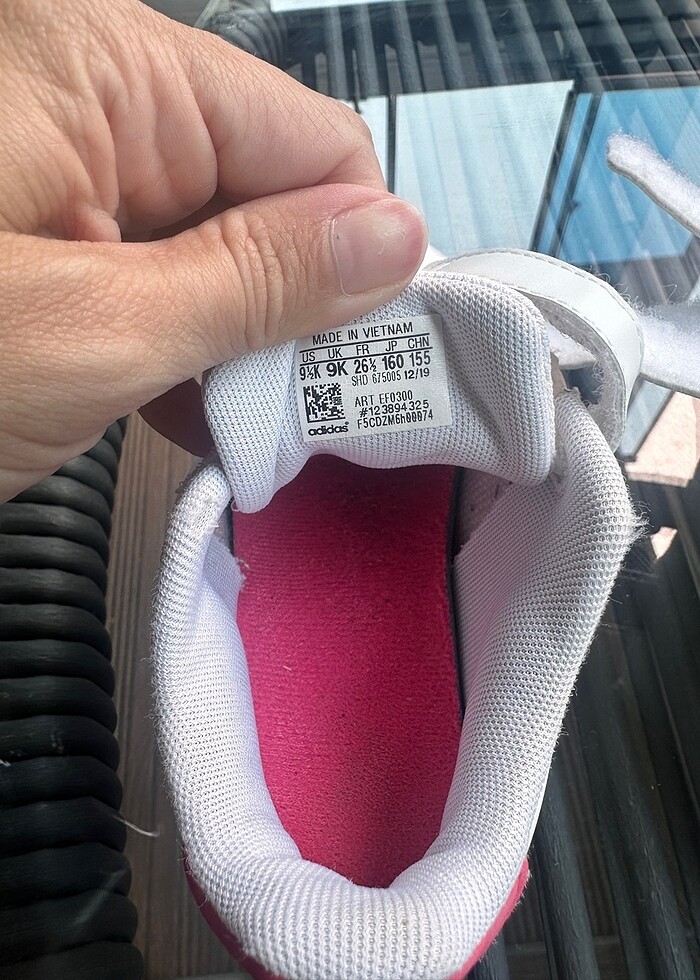 MADE IN VIETNAM
US UK FR JP CHN
9½K 9K 26½ 160 155
SHD 675005 12/19
ART EF0300
#123894325
F5CDZM6h00074
adidas®